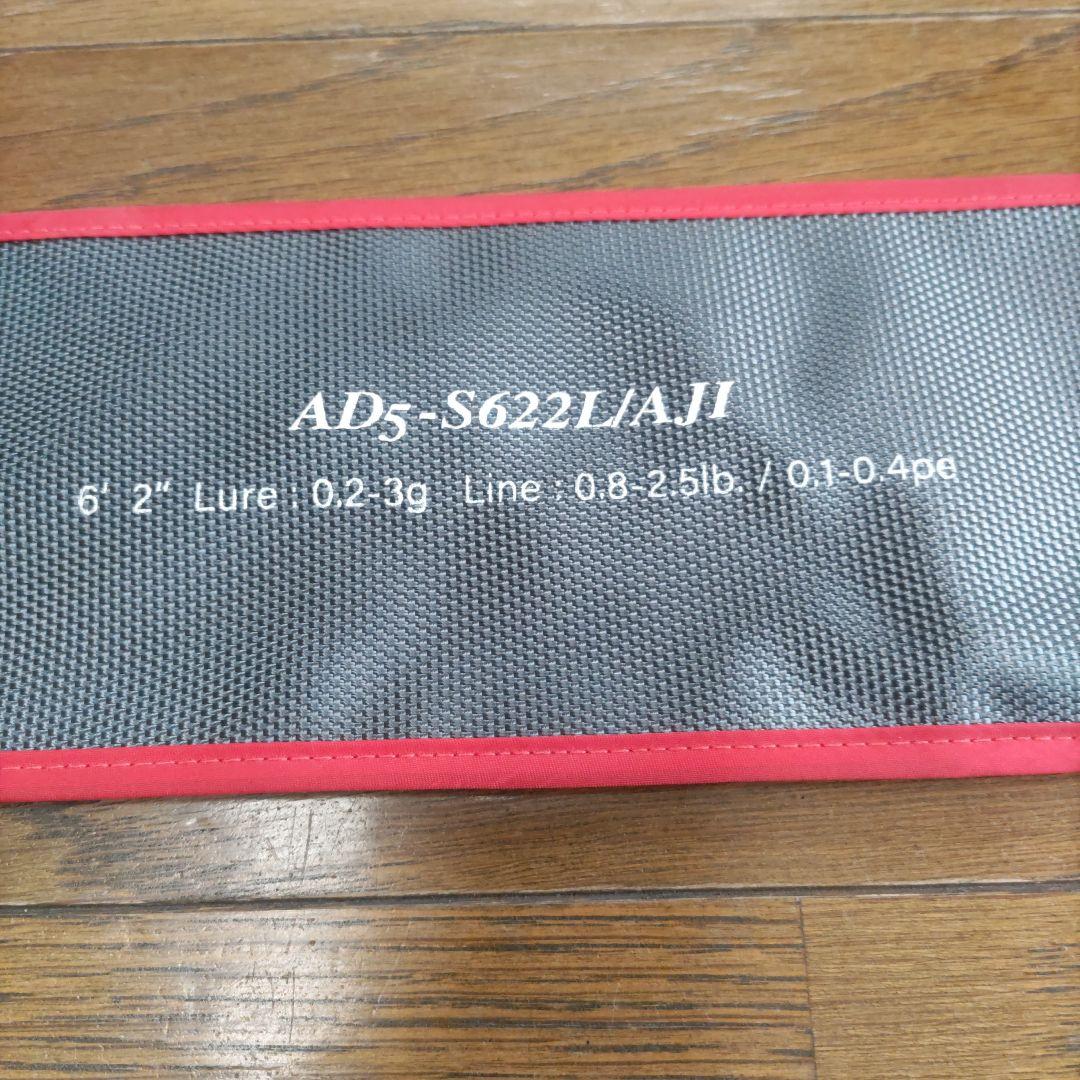 AD5-S622L/AJI
6' 2" Lure : 0.2-3g Line : 0.8-2.5lb. / 0.1-0.4pe